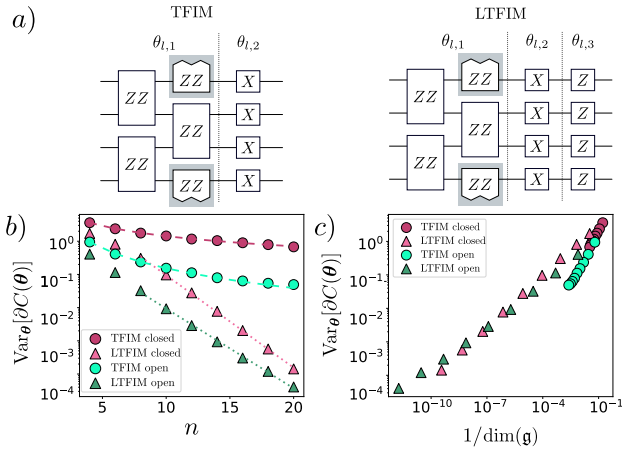 a)
TFIM
LTFIM
θ_{l,1} θ_{l,2}
θ_{l,1} θ_{l,2} θ_{l,3}
ZZ X ZZ X Z
ZZ ZZ
ZZ X ZZ X Z
ZZ X ZZ X Z
ZZ ZZ
ZZ X ZZ X Z
b)
Var_θ[∂C(θ)]
10^0
10^{-1}
10^{-2}
10^{-3}
10^{-4}
TFIM closed
LTFIM closed
TFIM open
LTFIM open
5 10 15 20
n
c)
Var_θ[∂C(θ)]
10^0
10^{-1}
10^{-2}
10^{-3}
10^{-4}
TFIM closed
LTFIM closed
TFIM open
LTFIM open
10^{-10} 10^{-7} 10^{-4} 10^{-1}
1/dim(𝔤)